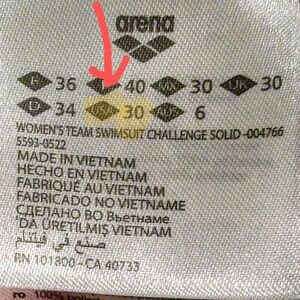 arena
E 36 40 MX 30 UK 30
D 34 30 6
WOMEN'S TEAM SWIMSUIT CHALLENGE SOLID -004766
5593-0522
MADE IN VIETNAM
HECHO EN VIETNAM
FABRIQUÉ AU VIETNAM
FABRICADO NO VIETNAME
СДЕЛАНО ВО Вьетнаме
'DA ÜRETILMIŞ VIETNAM
صنع في فيتنام
RN 101800 - CA 40733
100%